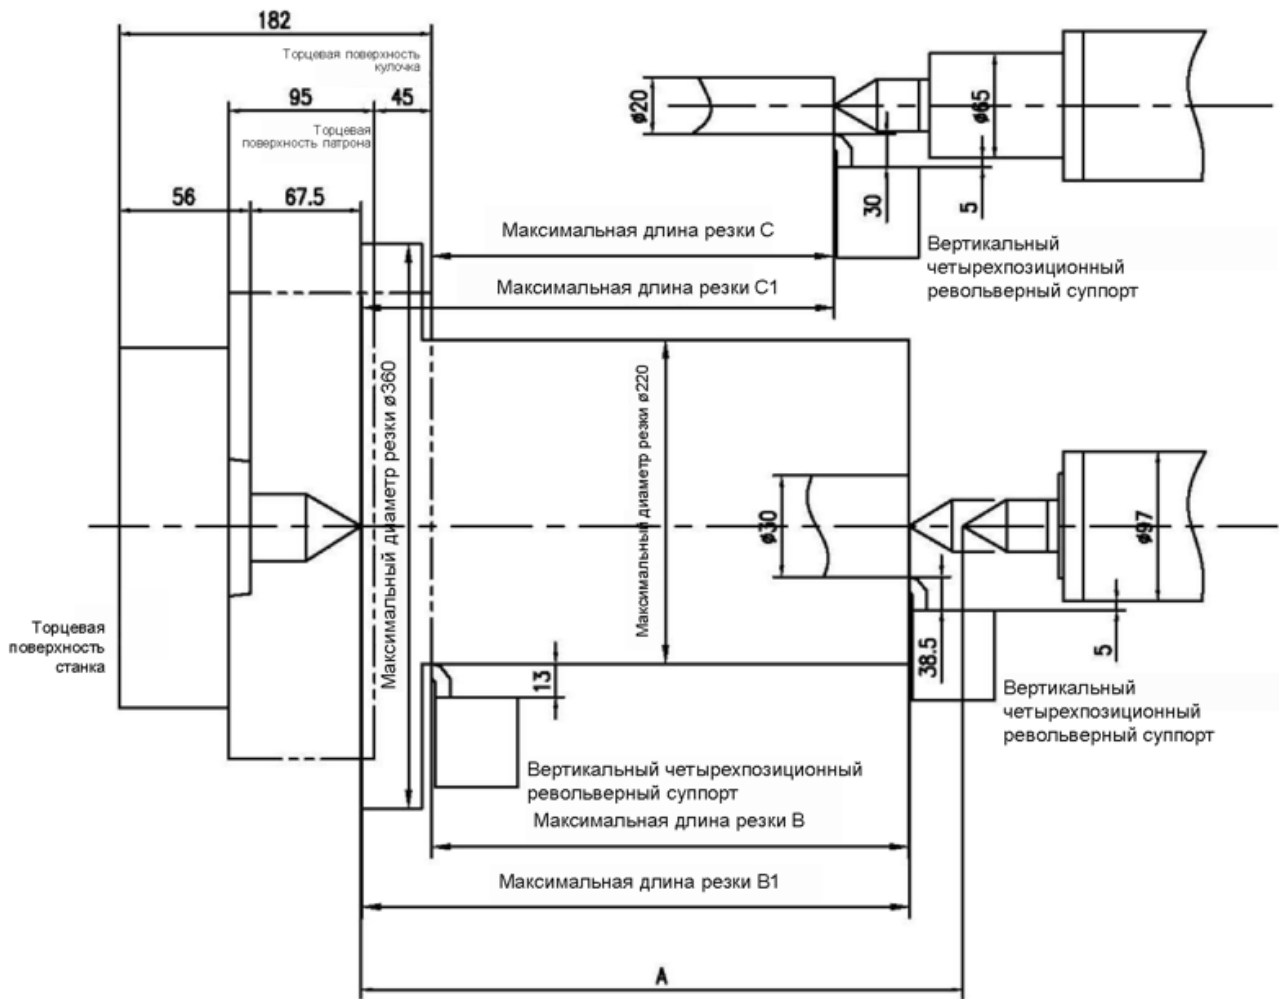 182
Торцевая поверхность
кулочка
95
45
Торцевая
поверхность патрона
56
67.5
ø20
ø65
30
5
Максимальная длина резки C
Вертикальный
четырехпозиционный
револьверный суппорт
Максимальная длина резки C1
Максимальный диаметр резки ø360
Максимальный диаметр резки ø220
ø30
ø97
Торцевая
поверхность
станка
13
38.5
5
Вертикальный
четырехпозиционный
револьверный суппорт
Вертикальный четырехпозиционный
револьверный суппорт
Максимальная длина резки B
Максимальная длина резки B1
A